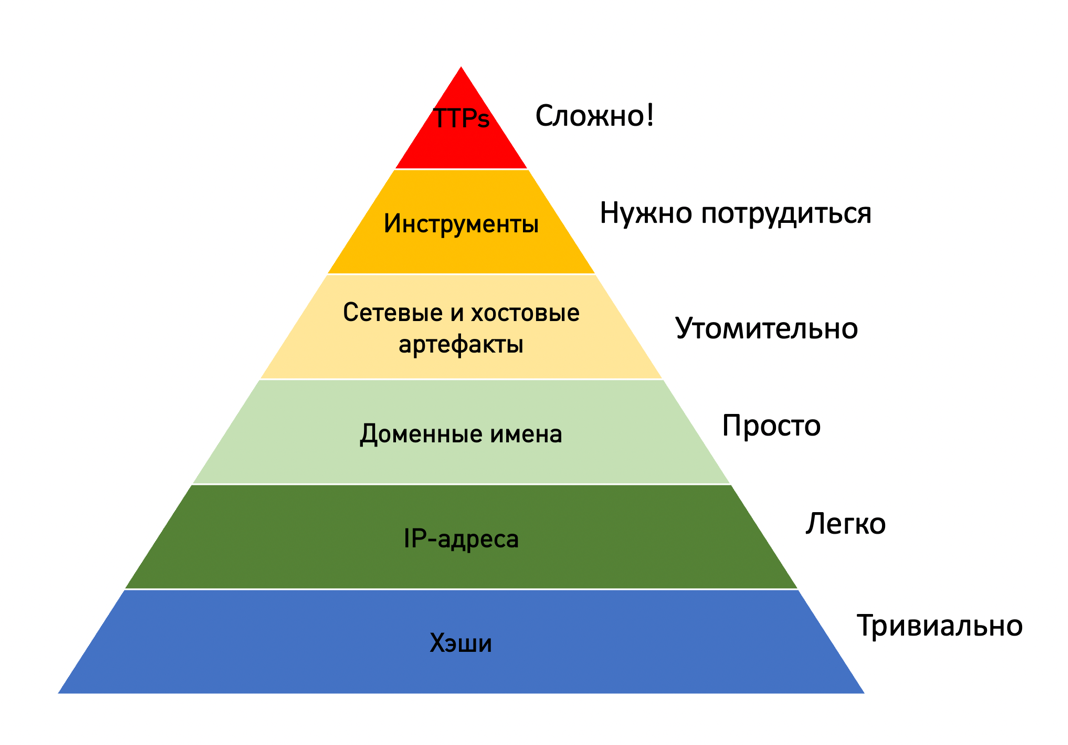 TTPs
Сложно!
Инструменты
Нужно потрудиться
Сетевые и хостовые
артефакты
Утомительно
Доменные имена
Просто
IP-адреса
Легко
Хэши
Тривиально